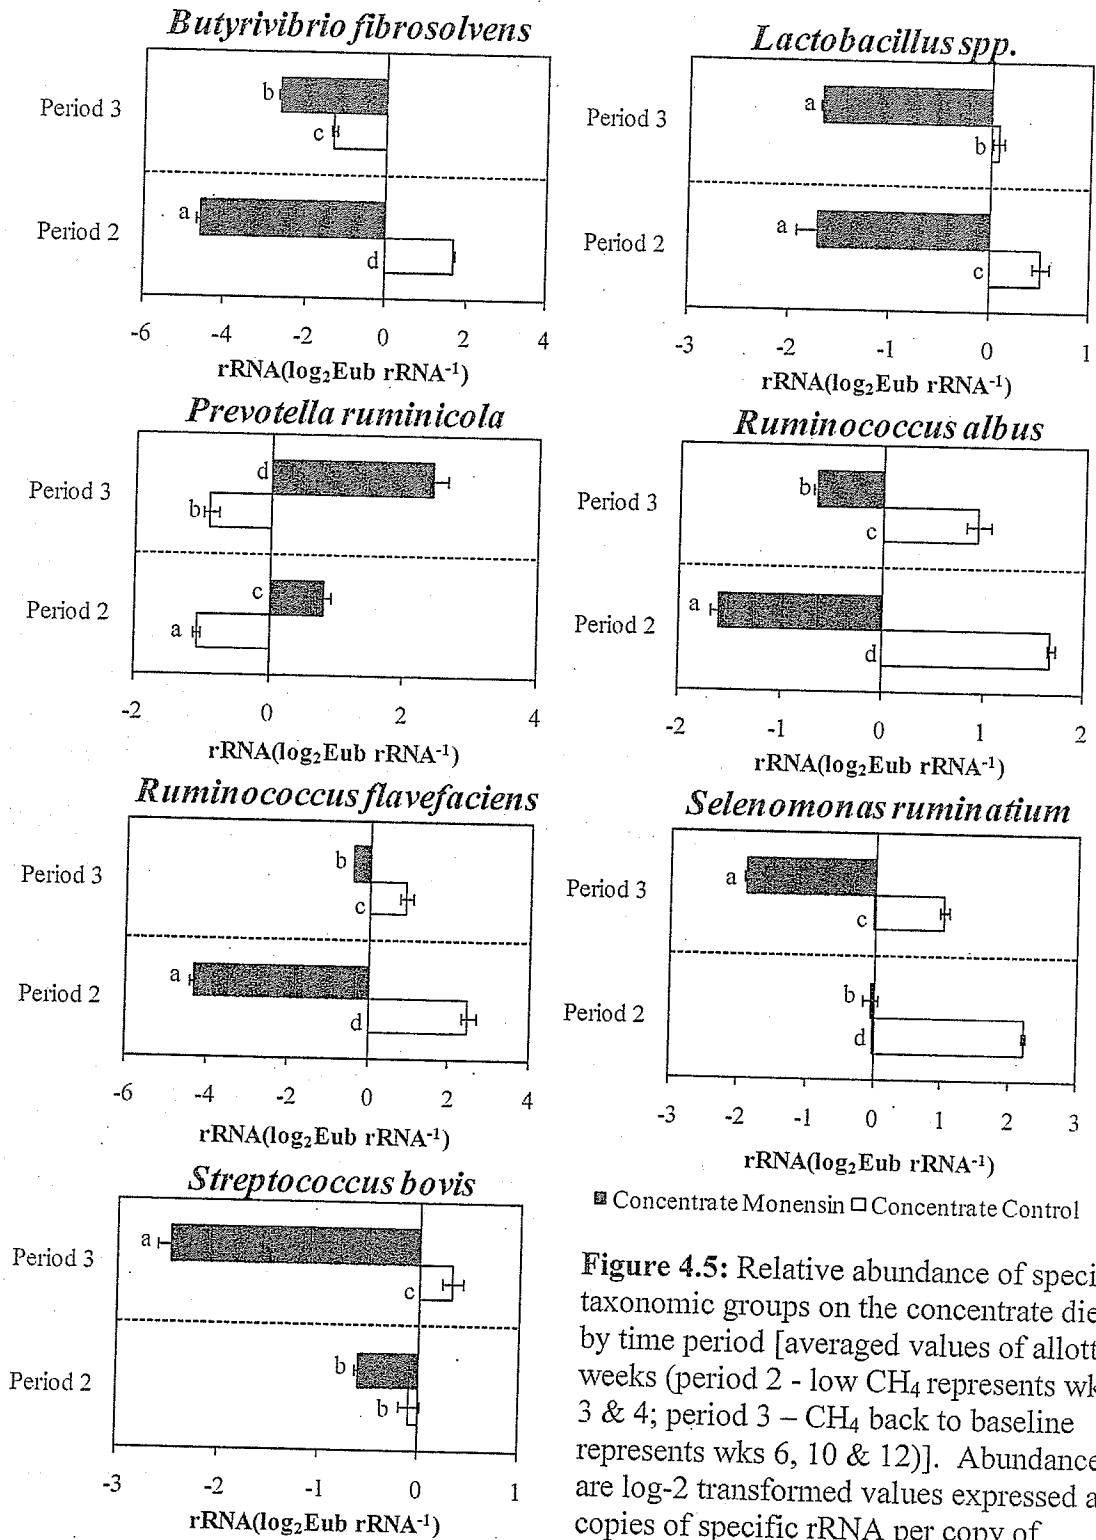 Butyrivibrio fibrosolvens
Period 3
b
c
Period 2
a
d
-6 -4 -2 0 2 4
rRNA(log₂Eub rRNA⁻¹)
Lactobacillus spp.
Period 3
a
b
Period 2
a
c
-3 -2 -1 0 1
rRNA(log₂Eub rRNA⁻¹)
Prevotella ruminicola
Period 3
d
b
Period 2
c
a
-2 0 2 4
rRNA(log₂Eub rRNA⁻¹)
Ruminococcus albus
Period 3
b
c
Period 2
a
d
-2 -1 0 1 2
rRNA(log₂Eub rRNA⁻¹)
Ruminococcus flavefaciens
Period 3
b
c
Period 2
a
d
-6 -4 -2 0 2 4
rRNA(log₂Eub rRNA⁻¹)
Selenomonas ruminatium
Period 3
a
c
Period 2
b
d
-3 -2 -1 0 1 2 3
rRNA(log₂Eub rRNA⁻¹)
Streptococcus bovis
Period 3
a
c
Period 2
b
b
-3 -2 -1 0 1
rRNA(log₂Eub rRNA⁻¹)
Concentrate Monensin Concentrate Control
Figure 4.5: Relative abundance of speci
taxonomic groups on the concentrate die
by time period [averaged values of allott
weeks (period 2 - low CH₄ represents wk
3 & 4; period 3 – CH₄ back to baseline
represents wks 6, 10 & 12)]. Abundance
are log-2 transformed values expressed a
copies of specific rRNA per copy of